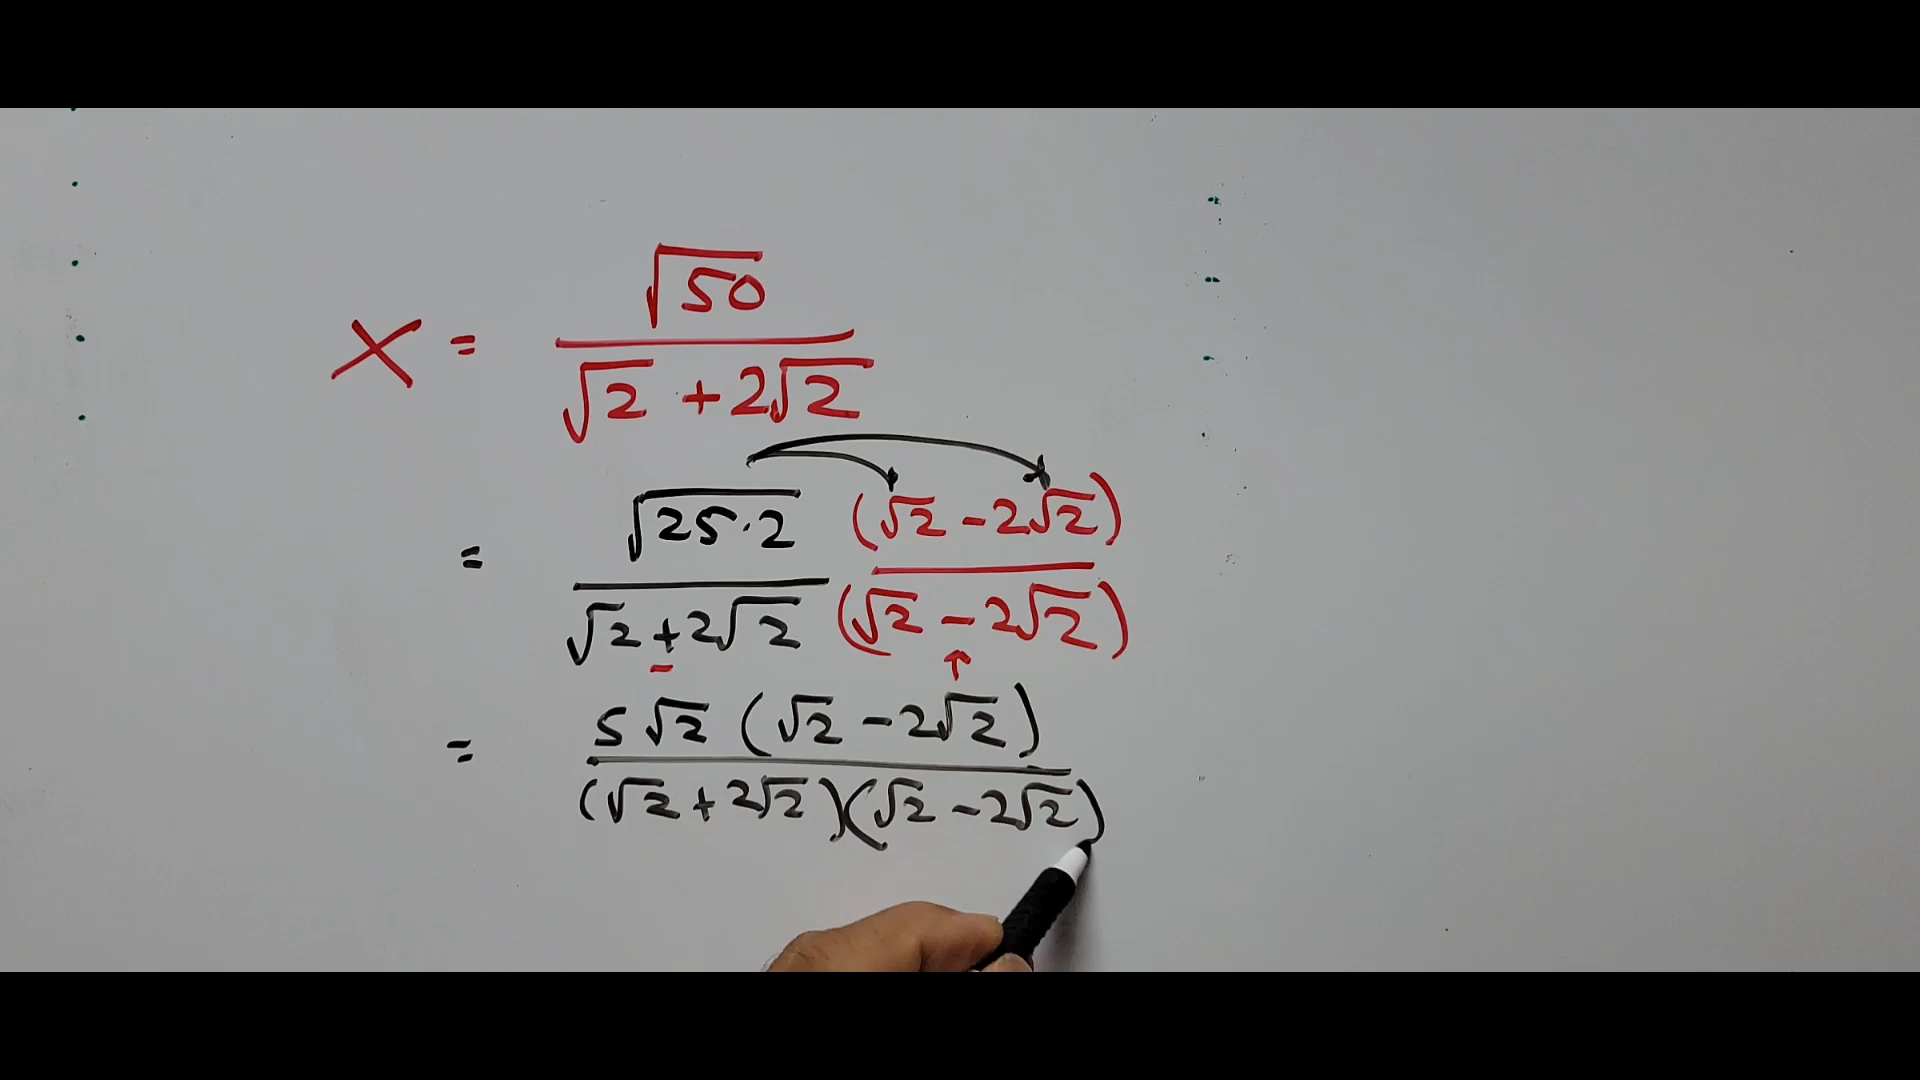 x = √50 / (√2 + 2√2)
= √(25·2) / (√2 + 2√2) (√2 - 2√2) / (√2 - 2√2)
= 5√2 (√2 - 2√2) / (√2 + 2√2)(√2 - 2√2)